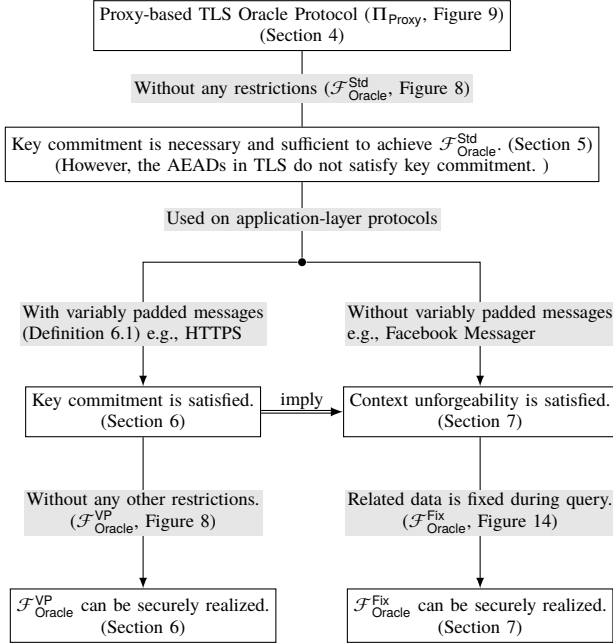 Proxy-based TLS Oracle Protocol (Π_Proxy, Figure 9)
(Section 4)
Without any restrictions (ℱ^Std_Oracle, Figure 8)
Key commitment is necessary and sufficient to achieve ℱ^Std_Oracle. (Section 5)
(However, the AEADs in TLS do not satisfy key commitment. )
Used on application-layer protocols
With variably padded messages
(Definition 6.1) e.g., HTTPS
Without variably padded messages
e.g., Facebook Messager
Key commitment is satisfied.
(Section 6)
imply
Context unforgeability is satisfied.
(Section 7)
Without any other restrictions.
(ℱ^VP_Oracle, Figure 8)
Related data is fixed during query.
(ℱ^Fix_Oracle, Figure 14)
ℱ^VP_Oracle can be securely realized.
(Section 6)
ℱ^Fix_Oracle can be securely realized.
(Section 7)